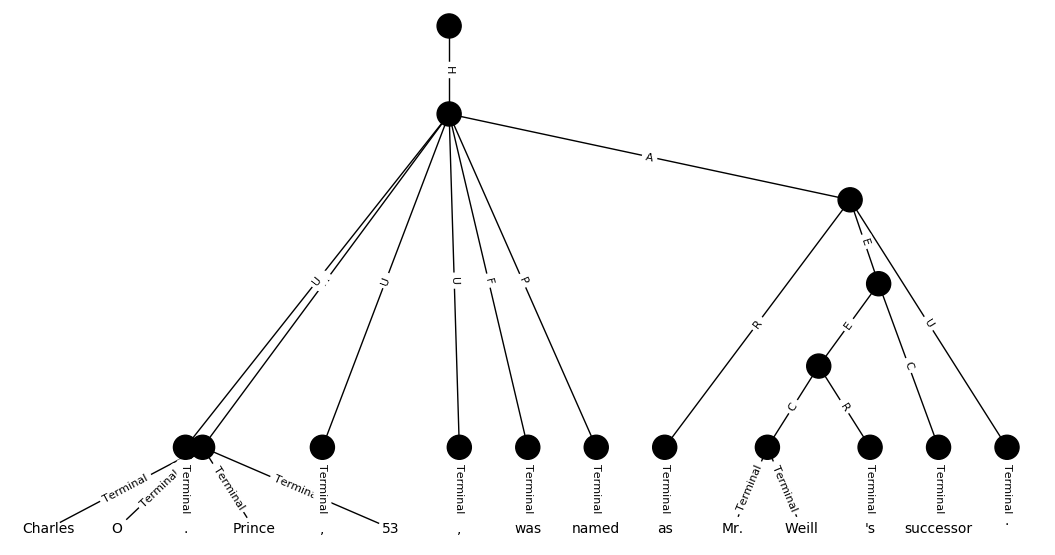 H
A
E
U . U U F P
R E U
C
C R
Terminal Terminal Terminal Terminal Terminal Terminal Terminal Terminal Terminal Terminal Terminal Terminal Terminal Terminal Terminal
Charles O . Prince , 53 , was named as Mr. Weill 's successor .